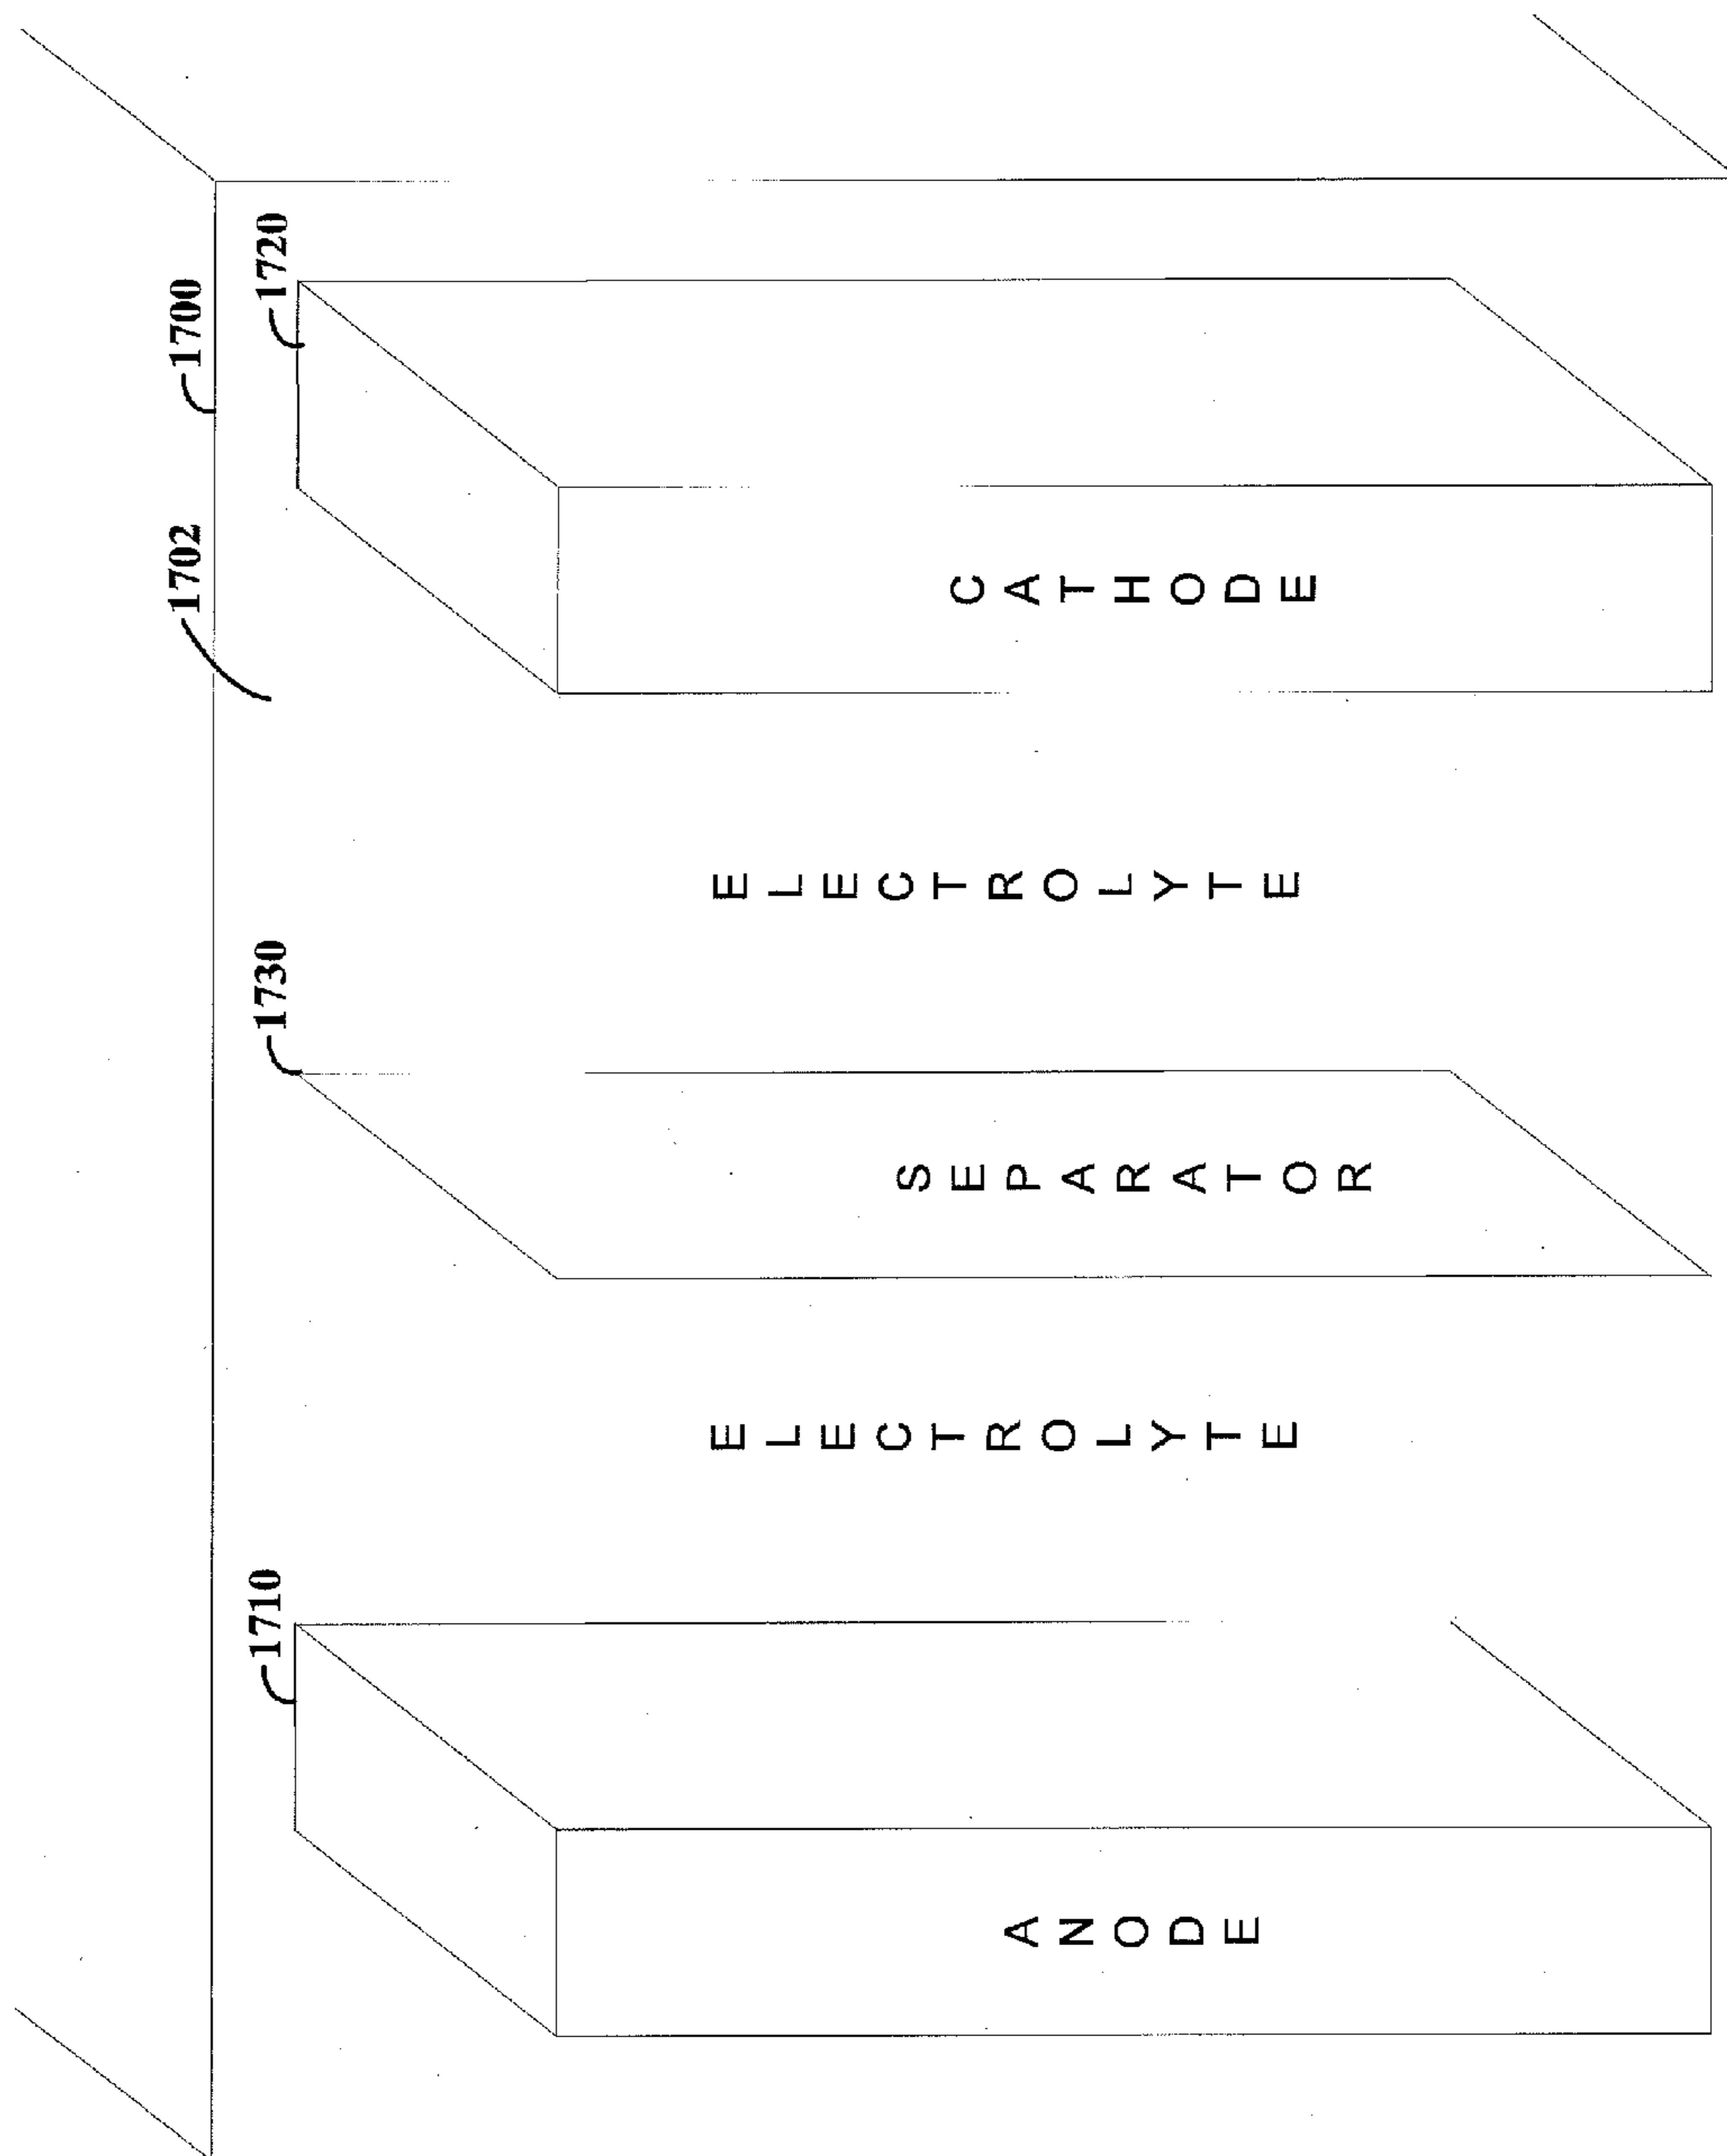 1700
1702
1720
1730
1710
CATHODE
ELECTROLYTE
SEPARATOR
ELECTROLYTE
ANODE